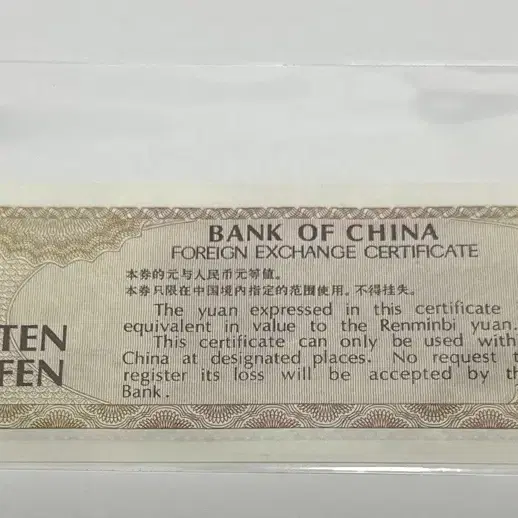 BANK OF CHINA
FOREIGN EXCHANGE CERTIFICATE
本券的元与人民币元等值。
本券只限在中国境内指定的范围使用。不得挂失。
The yuan expressed in this certificate
equivalent in value to the Renminbi yuan.
This certificate can only be used with
China at designated places. No request t
register its loss will be accepted by th
Bank.
TEN
FEN